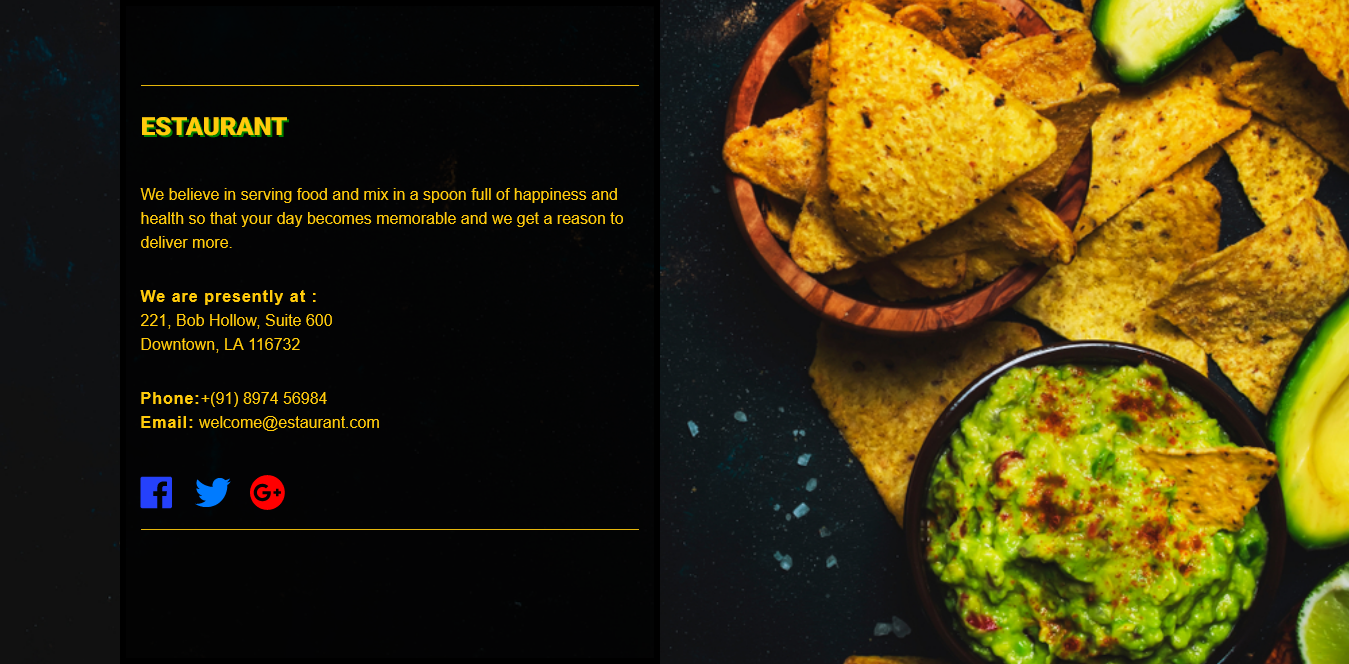 ESTAURANT
We believe in serving food and mix in a spoon full of happiness and
health so that your day becomes memorable and we get a reason to
deliver more.
We are presently at :
221, Bob Hollow, Suite 600
Downtown, LA 116732
Phone:+(91) 8974 56984
Email: welcome@estaurant.com
G+